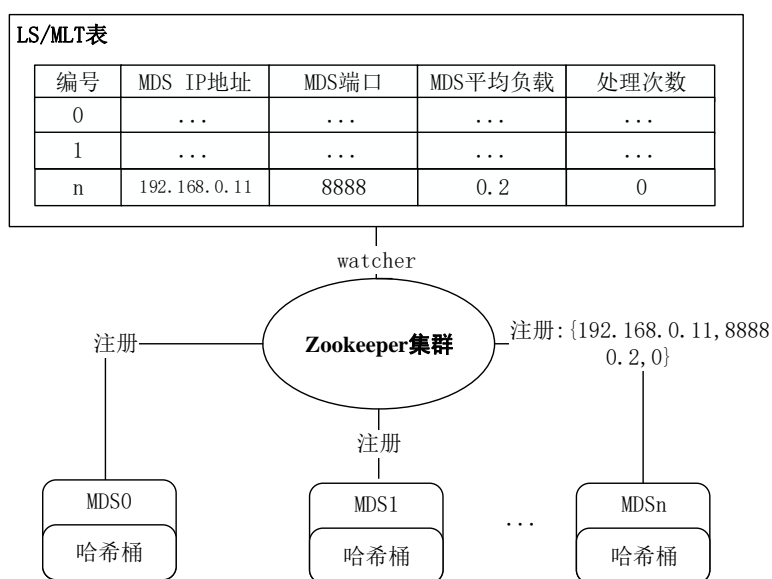 LS/MLT表
编号 MDS IP地址 MDS端口 MDS平均负载 处理次数
0 ... ... ... ...
1 ... ... ... ...
n 192.168.0.11 8888 0.2 0
watcher
注册 Zookeeper集群 注册:{192.168.0.11,8888
0.2,0}
注册
MDS0 MDS1 ... MDSn
哈希桶 哈希桶 哈希桶